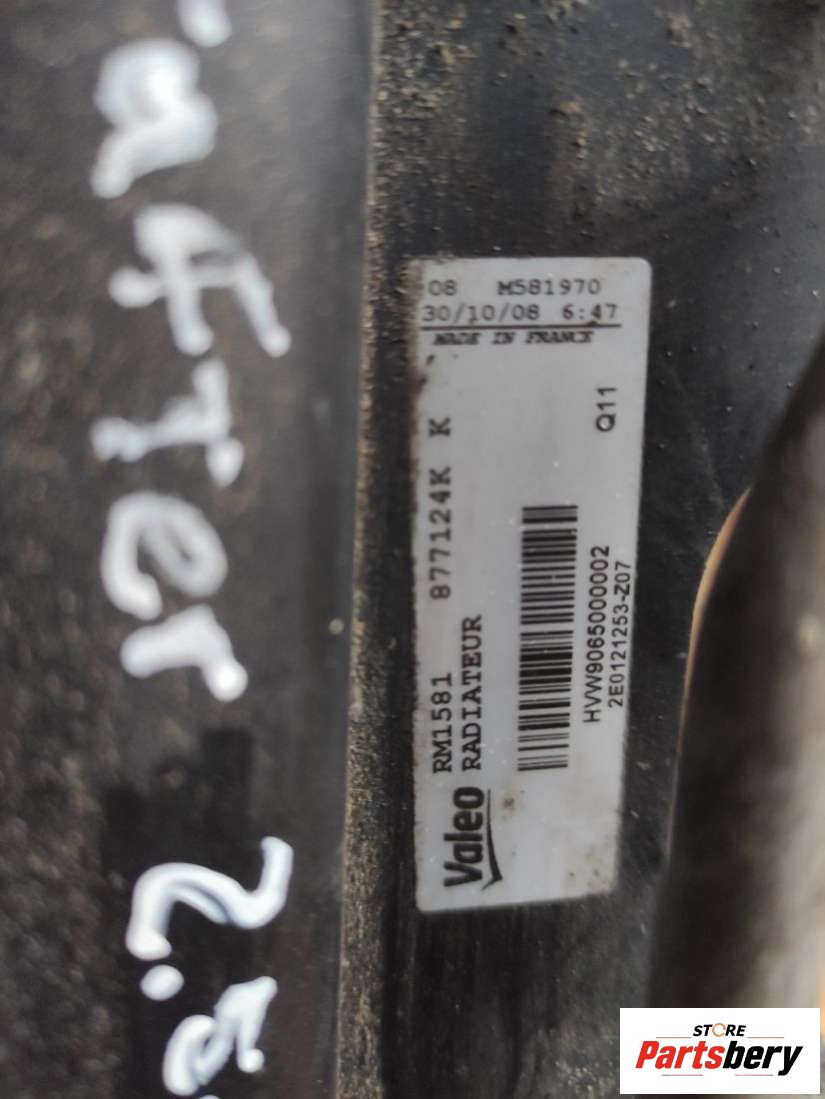 after 2.5
08 M581970
30/10/08 6:47
MADE IN FRANCE
RM1581 877124K K
RADIATEUR
Valeo
Q11
HVW9065000002
2E0121253-Z07
STORE
Partsbery